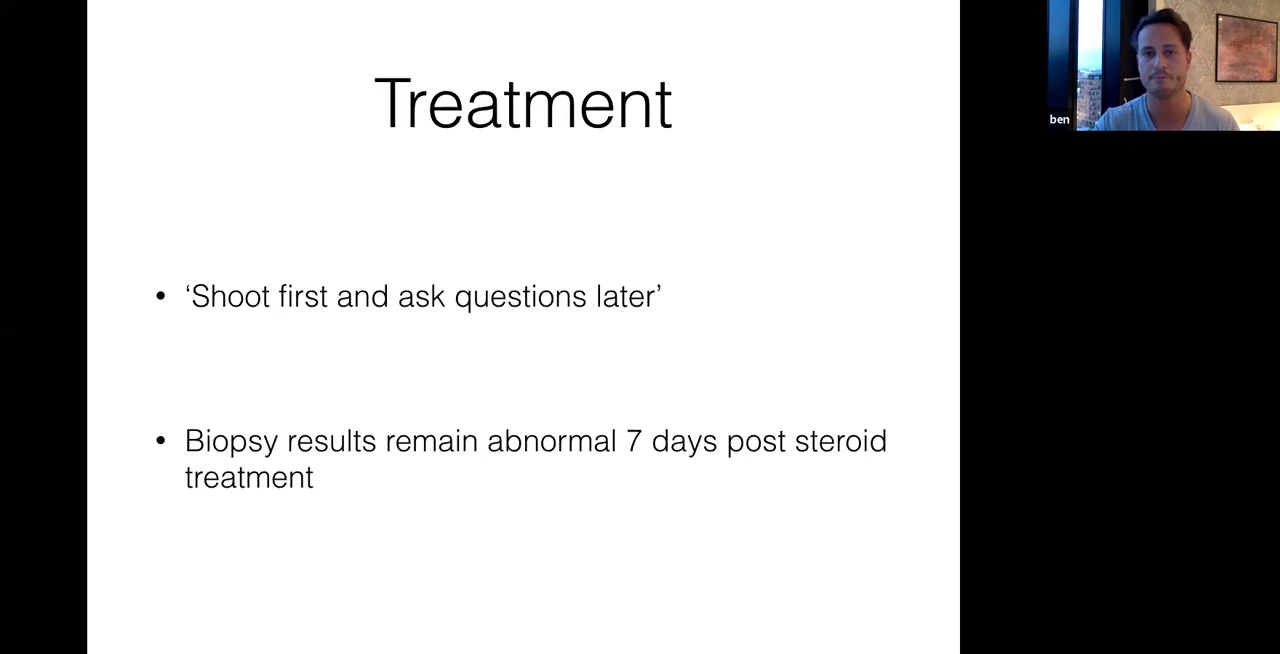 Treatment
• ‘Shoot first and ask questions later’
• Biopsy results remain abnormal 7 days post steroid
treatment
ben